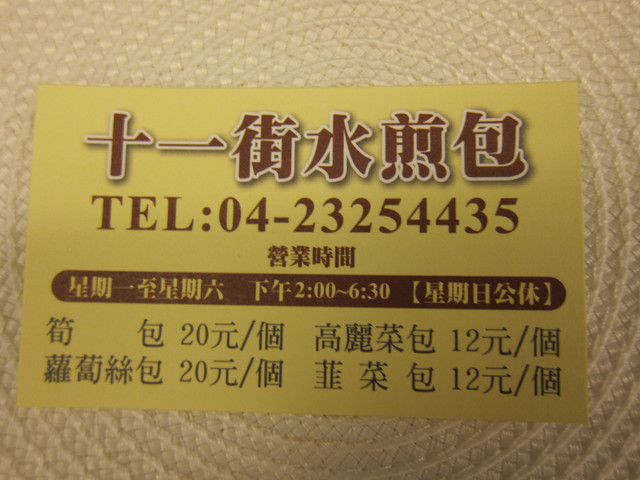 十一街水煎包
TEL:04-23254435
營業時間
星期一至星期六 下午2:00~6:30 【星期日公休】
筍 包 20元/個 高麗菜包 12元/個
蘿蔔絲包 20元/個 韮菜包 12元/個